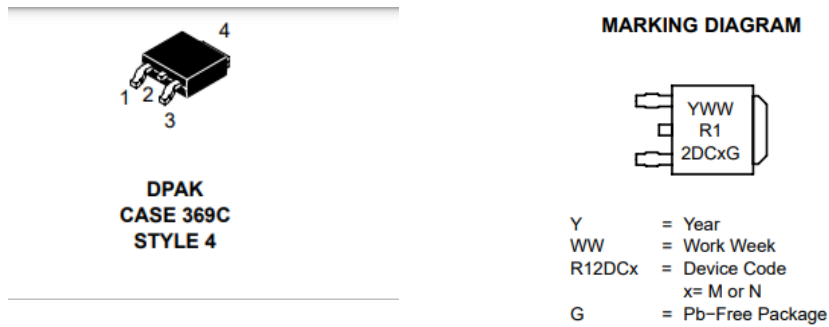 4
1 2
3
DPAK
CASE 369C
STYLE 4
MARKING DIAGRAM
YWW
R1
2DCxG
Y = Year
WW = Work Week
R12DCx = Device Code
x= M or N
G = Pb−Free Package